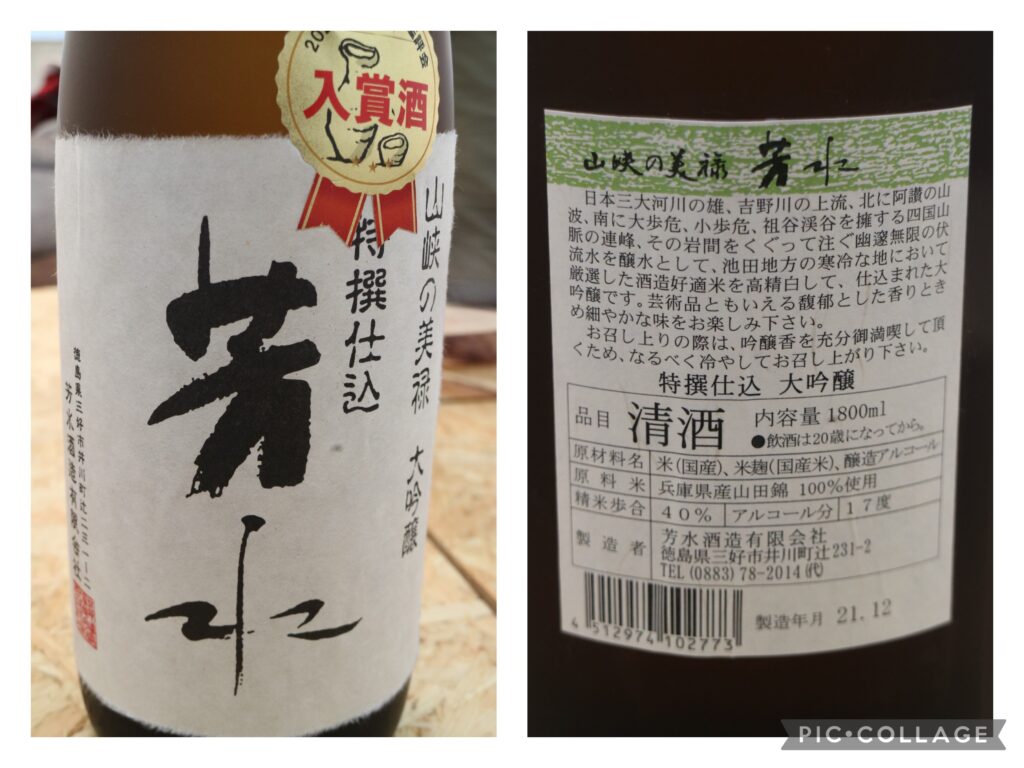 入賞酒
山峡の美禄 大吟醸
特撰仕込
芳水
徳島県三好市井川町辻二三一ー二
芳水酒造有限会社
山峡の美禄 芳水
日本三大河川の雄、吉野川の上流、北に阿讃の山
波、南に大歩危、小歩危、祖谷渓谷を擁する四国山
脈の連峰、その岩間をくぐって注ぐ幽邃無限の伏
流水を醸水として、池田地方の寒冷な地において
厳選した酒造好適米を高精白して、仕込まれた大
吟醸です。芸術品ともいえる馥郁とした香りとき
め細やかな味をお楽しみ下さい。
お召し上りの際は、吟醸香を充分御満喫して頂
くため、なるべく冷やしてお召し上がり下さい。
特撰仕込 大吟醸
品目 清酒 内容量 1800ml
●飲酒は20歳になってから。
原材料名 米(国産)、米麹(国産米)、醸造アルコール
原料米 兵庫県産山田錦 100%使用
精米歩合 40% アルコール分 17度
製造者 芳水酒造有限会社
徳島県三好市井川町辻231-2
TEL (0883) 78-2014 ㈹
4 512974 102773
製造年月 21.12
PIC•COLLAGE